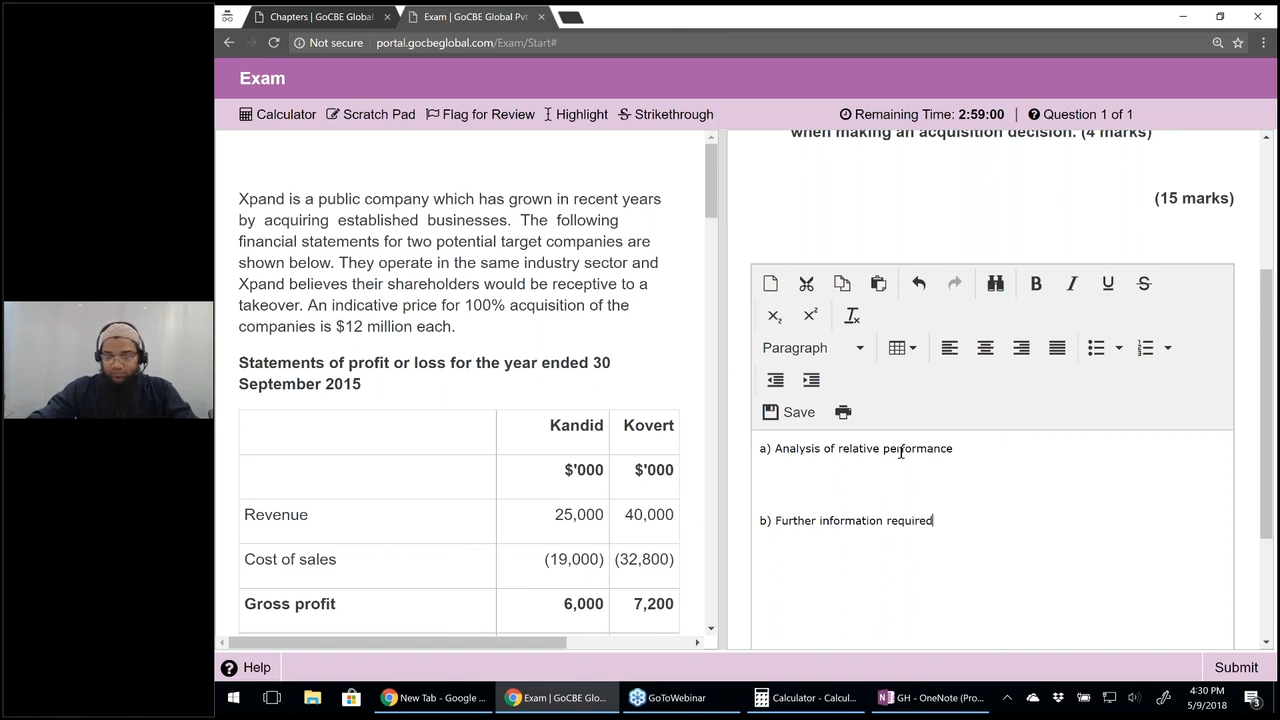 Chapters | GoCBE Global
Exam | GoCBE Global Pvt
Not secure
portal.gocbeglobal.com/Exam/Start#
Exam
Calculator
Scratch Pad
Flag for Review
Highlight
Strikethrough
Remaining Time: 2:59:00
Question 1 of 1
Xpand is a public company which has grown in recent years
by acquiring established businesses. The following
financial statements for two potential target companies are
shown below. They operate in the same industry sector and
Xpand believes their shareholders would be receptive to a
takeover. An indicative price for 100% acquisition of the
companies is $12 million each.
Statements of profit or loss for the year ended 30
September 2015
Kandid Kovert
$'000 $'000
Revenue 25,000 40,000
Cost of sales (19,000) (32,800)
Gross profit 6,000 7,200
when making an acquisition decision. (4 marks)
(15 marks)
Paragraph
Save
a) Analysis of relative performance
b) Further information required
Help
Submit
New Tab - Google ...
Exam | GoCBE Glo...
GoToWebinar
Calculator - Calcul...
GH - OneNote (Pro...
4:30 PM
5/9/2018
3